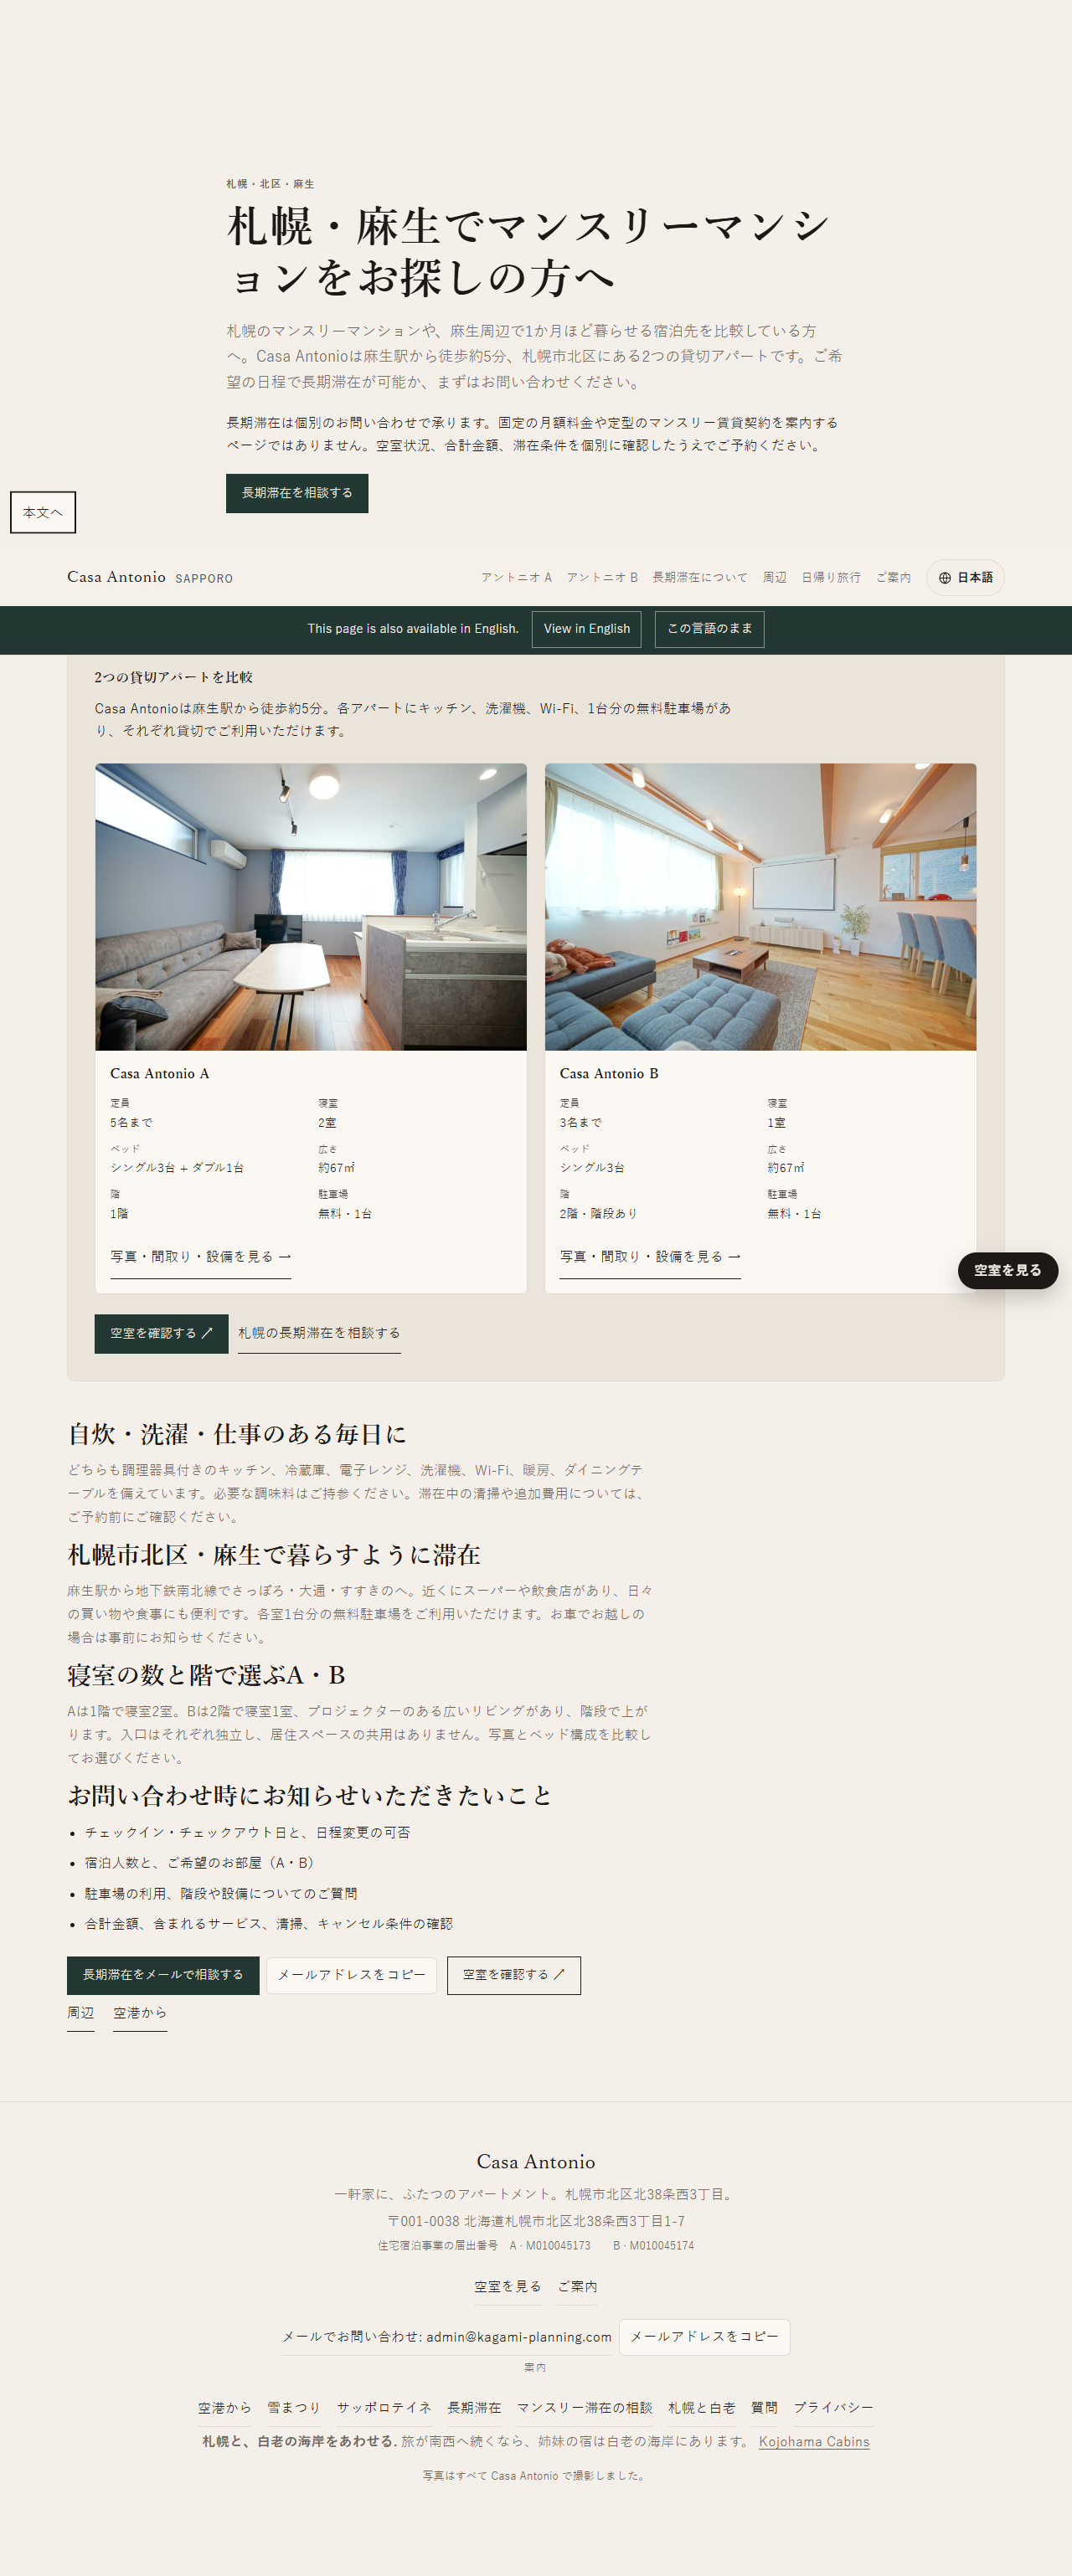 札幌・北区・麻生
札幌・麻生でマンスリーマンシ
ョンをお探しの方へ
札幌のマンスリーマンションや、麻生周辺で1か月ほど暮らせる宿泊先を比較している方
へ。Casa Antonioは麻生駅から徒歩約5分、札幌市北区にある2つの貸切アパートです。ご希
望の日程で長期滞在が可能か、まずはお問い合わせください。
長期滞在は個別のお問い合わせで承ります。固定の月額料金や定型のマンスリー賃貸契約を案内する
ページではありません。空室状況、合計金額、滞在条件を個別に確認したうえでご予約ください。
長期滞在を相談する
本文へ
Casa Antonio SAPPORO
アントニオ A アントニオ B 長期滞在について 周辺 日帰り旅行 ご案内 日本語
This page is also available in English. View in English この言語のまま
2つの貸切アパートを比較
Casa Antonioは麻生駅から徒歩約5分。各アパートにキッチン、洗濯機、Wi-Fi、1台分の無料駐車場があ
り、それぞれ貸切でご利用いただけます。
Casa Antonio A
定員 寝室
5名まで 2室
ベッド 広さ
シングル3台 + ダブル1台 約67㎡
階 駐車場
1階 無料・1台
写真・間取り・設備を見る →
Casa Antonio B
定員 寝室
3名まで 1室
ベッド 広さ
シングル3台 約67㎡
階 駐車場
2階・階段あり 無料・1台
写真・間取り・設備を見る →
空室を見る
空室を確認する ↗ 札幌の長期滞在を相談する
自炊・洗濯・仕事のある毎日に
どちらも調理器具付きのキッチン、冷蔵庫、電子レンジ、洗濯機、Wi-Fi、暖房、ダイニングテ
ーブルを備えています。必要な調味料はご持参ください。滞在中の清掃や追加費用については、
ご予約前にご確認ください。
札幌市北区・麻生で暮らすように滞在
麻生駅から地下鉄南北線でさっぽろ・大通・すすきのへ。近くにスーパーや飲食店があり、日々
の買い物や食事にも便利です。各室1台分の無料駐車場をご利用いただけます。お車でお越しの
場合は事前にお知らせください。
寝室の数と階で選ぶA・B
Aは1階で寝室2室。Bは2階で寝室1室、プロジェクターのある広いリビングがあり、階段で上が
ります。入口はそれぞれ独立し、居住スペースの共用はありません。写真とベッド構成を比較し
てお選びください。
お問い合わせ時にお知らせいただきたいこと
• チェックイン・チェックアウト日と、日程変更の可否
• 宿泊人数と、ご希望のお部屋（A・B）
• 駐車場の利用、階段や設備についてのご質問
• 合計金額、含まれるサービス、清掃、キャンセル条件の確認
長期滞在をメールで相談する メールアドレスをコピー 空室を確認する ↗
周辺 空港から
Casa Antonio
一軒家に、ふたつのアパートメント。札幌市北区北38条西3丁目。
〒001-0038 北海道札幌市北区北38条西3丁目1-7
住宅宿泊事業の届出番号 A · M010045173 B · M010045174
空室を見る ご案内
メールでお問い合わせ: admin@kagami-planning.com メールアドレスをコピー
案内
空港から 雪まつり サッポロテイネ 長期滞在 マンスリー滞在の相談 札幌と白老 質問 プライバシー
札幌と、白老の海岸をあわせる. 旅が南西へ続くなら、姉妹の宿は白老の海岸にあります。 Kojohama Cabins
写真はすべて Casa Antonio で撮影しました。